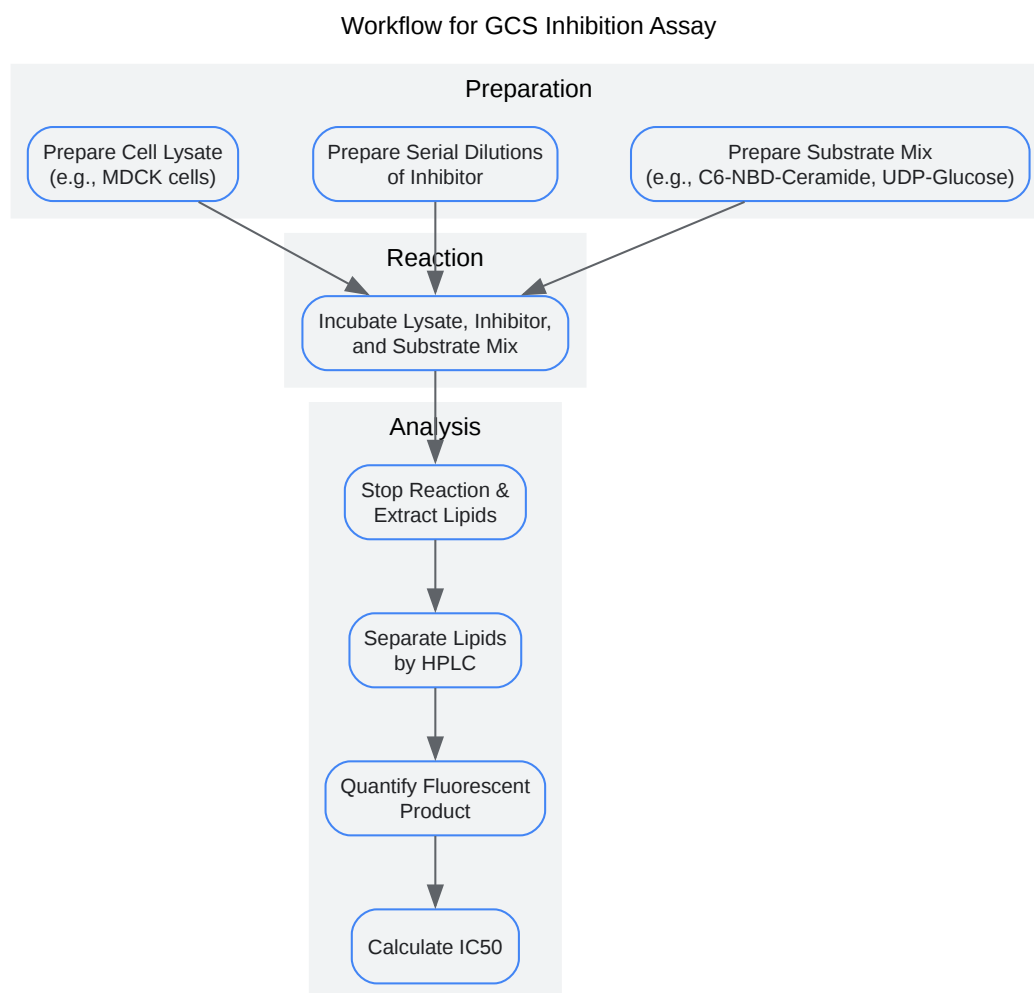 Workflow for GCS Inhibition Assay
Preparation
Prepare Cell Lysate
(e.g., MDCK cells)
Prepare Serial Dilutions
of Inhibitor
Prepare Substrate Mix
(e.g., C6-NBD-Ceramide, UDP-Glucose)
Reaction
Incubate Lysate, Inhibitor,
and Substrate Mix
Analysis
Stop Reaction &
Extract Lipids
Separate Lipids
by HPLC
Quantify Fluorescent
Product
Calculate IC50